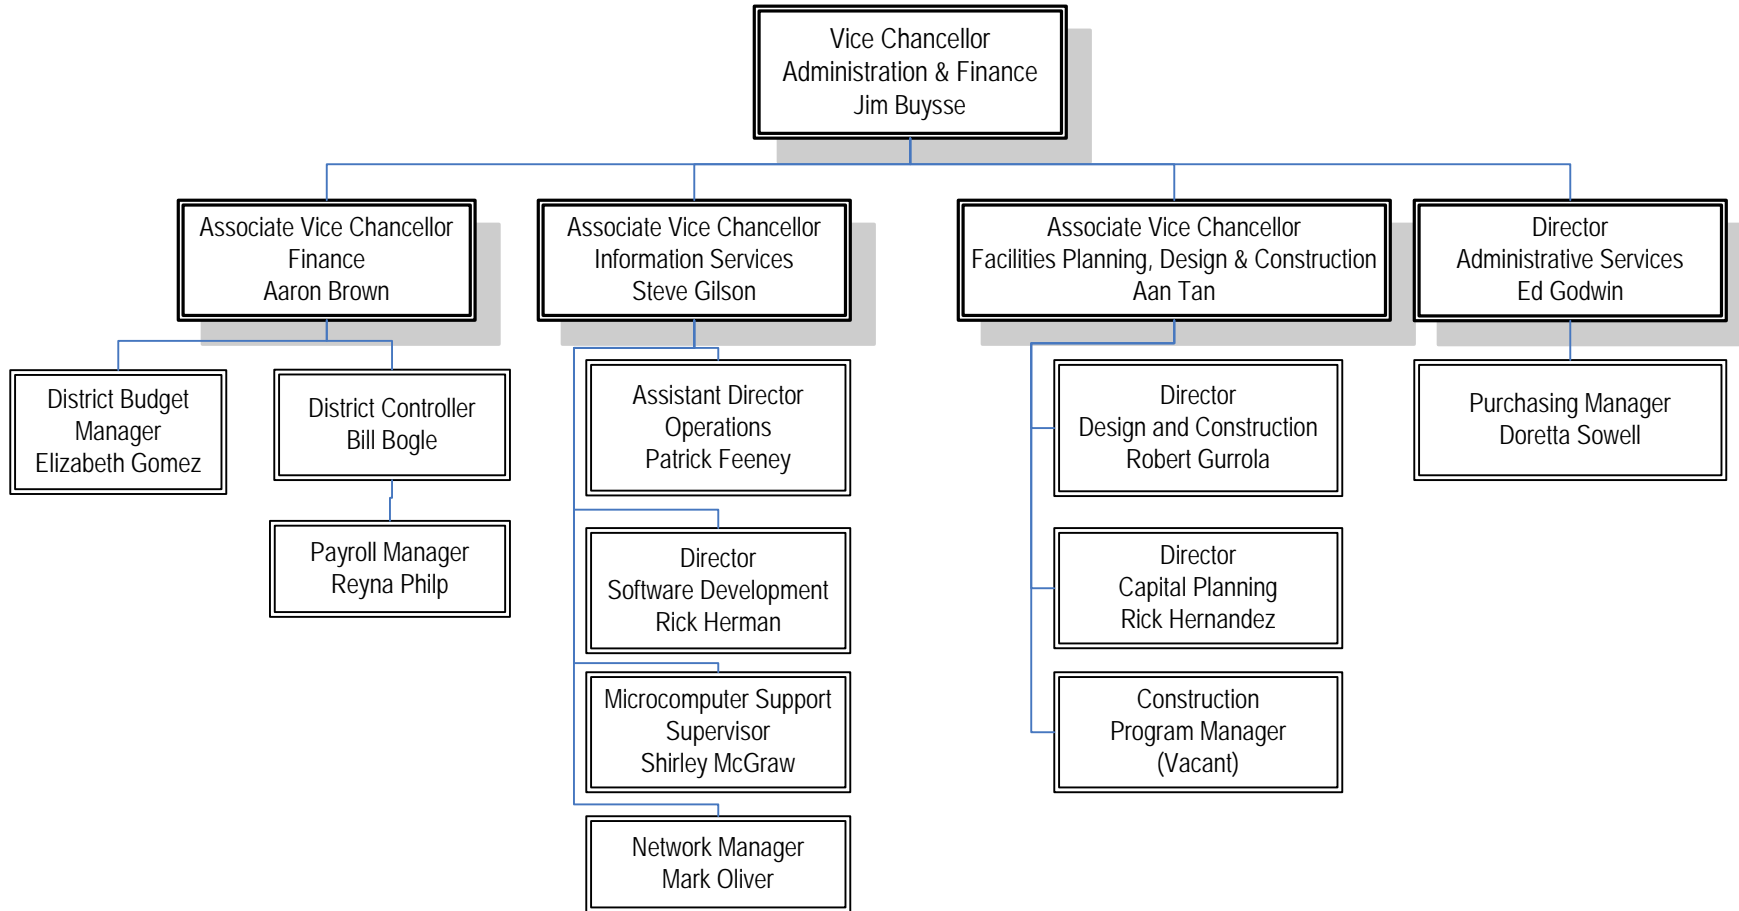 Vice Chancellor
Administration & Finance
Jim Buysse
Associate Vice Chancellor
Finance
Aaron Brown
Associate Vice Chancellor
Information Services
Steve Gilson
Associate Vice Chancellor
Facilities Planning, Design & Construction
Aan Tan
Director
Administrative Services
Ed Godwin
District Budget
Manager
Elizabeth Gomez
District Controller
Bill Bogle
Payroll Manager
Reyna Philp
Assistant Director
Operations
Patrick Feeney
Director
Software Development
Rick Herman
Microcomputer Support
Supervisor
Shirley McGraw
Network Manager
Mark Oliver
Director
Design and Construction
Robert Gurrola
Director
Capital Planning
Rick Hernandez
Construction
Program Manager
(Vacant)
Purchasing Manager
Doretta Sowell